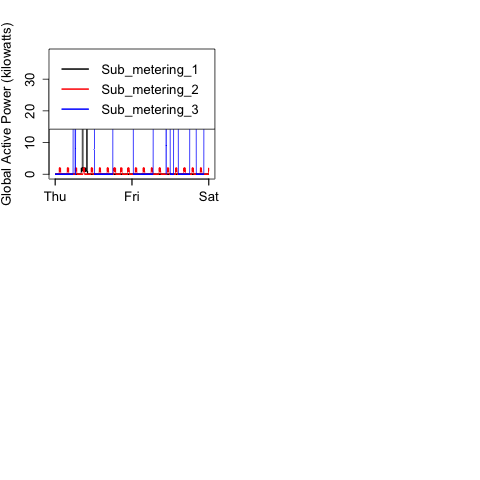 Global Active Power (kilowatts)
30
20
10
0
Sub_metering_1
Sub_metering_2
Sub_metering_3
Thu Fri Sat